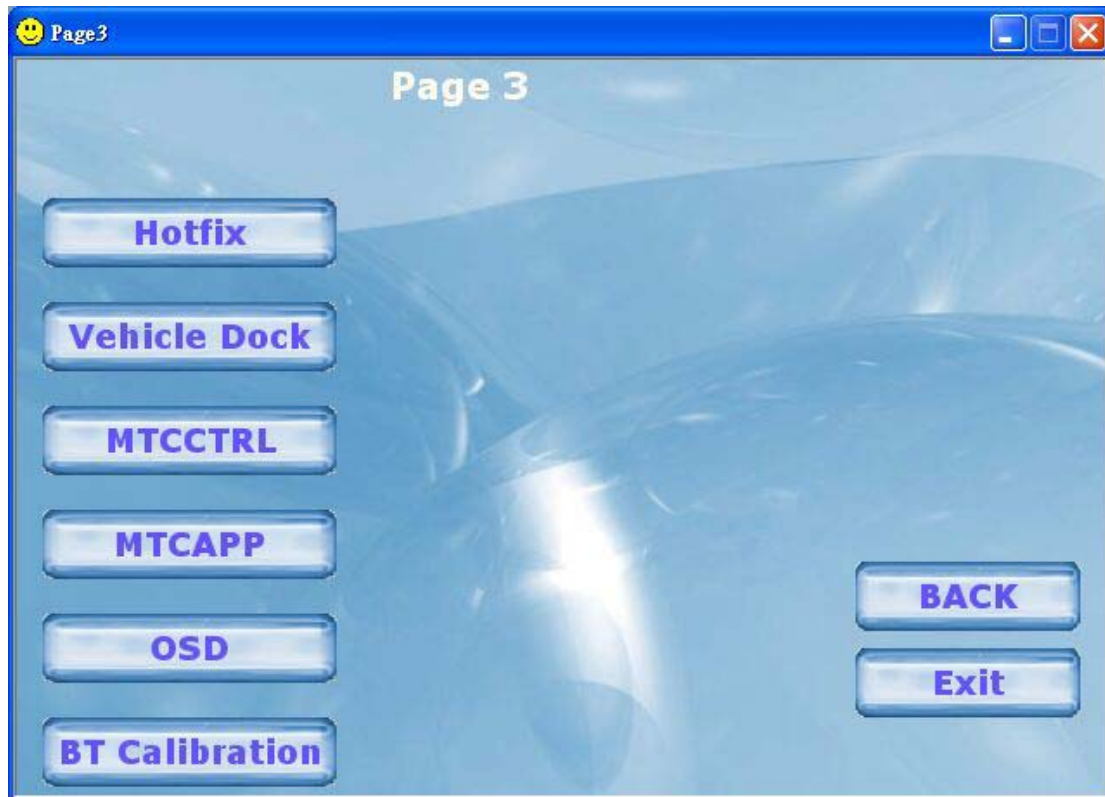 Page3
Page 3
Hotfix
Vehicle Dock
MTCCTRL
MTCAPP
OSD
BT Calibration
BACK
Exit